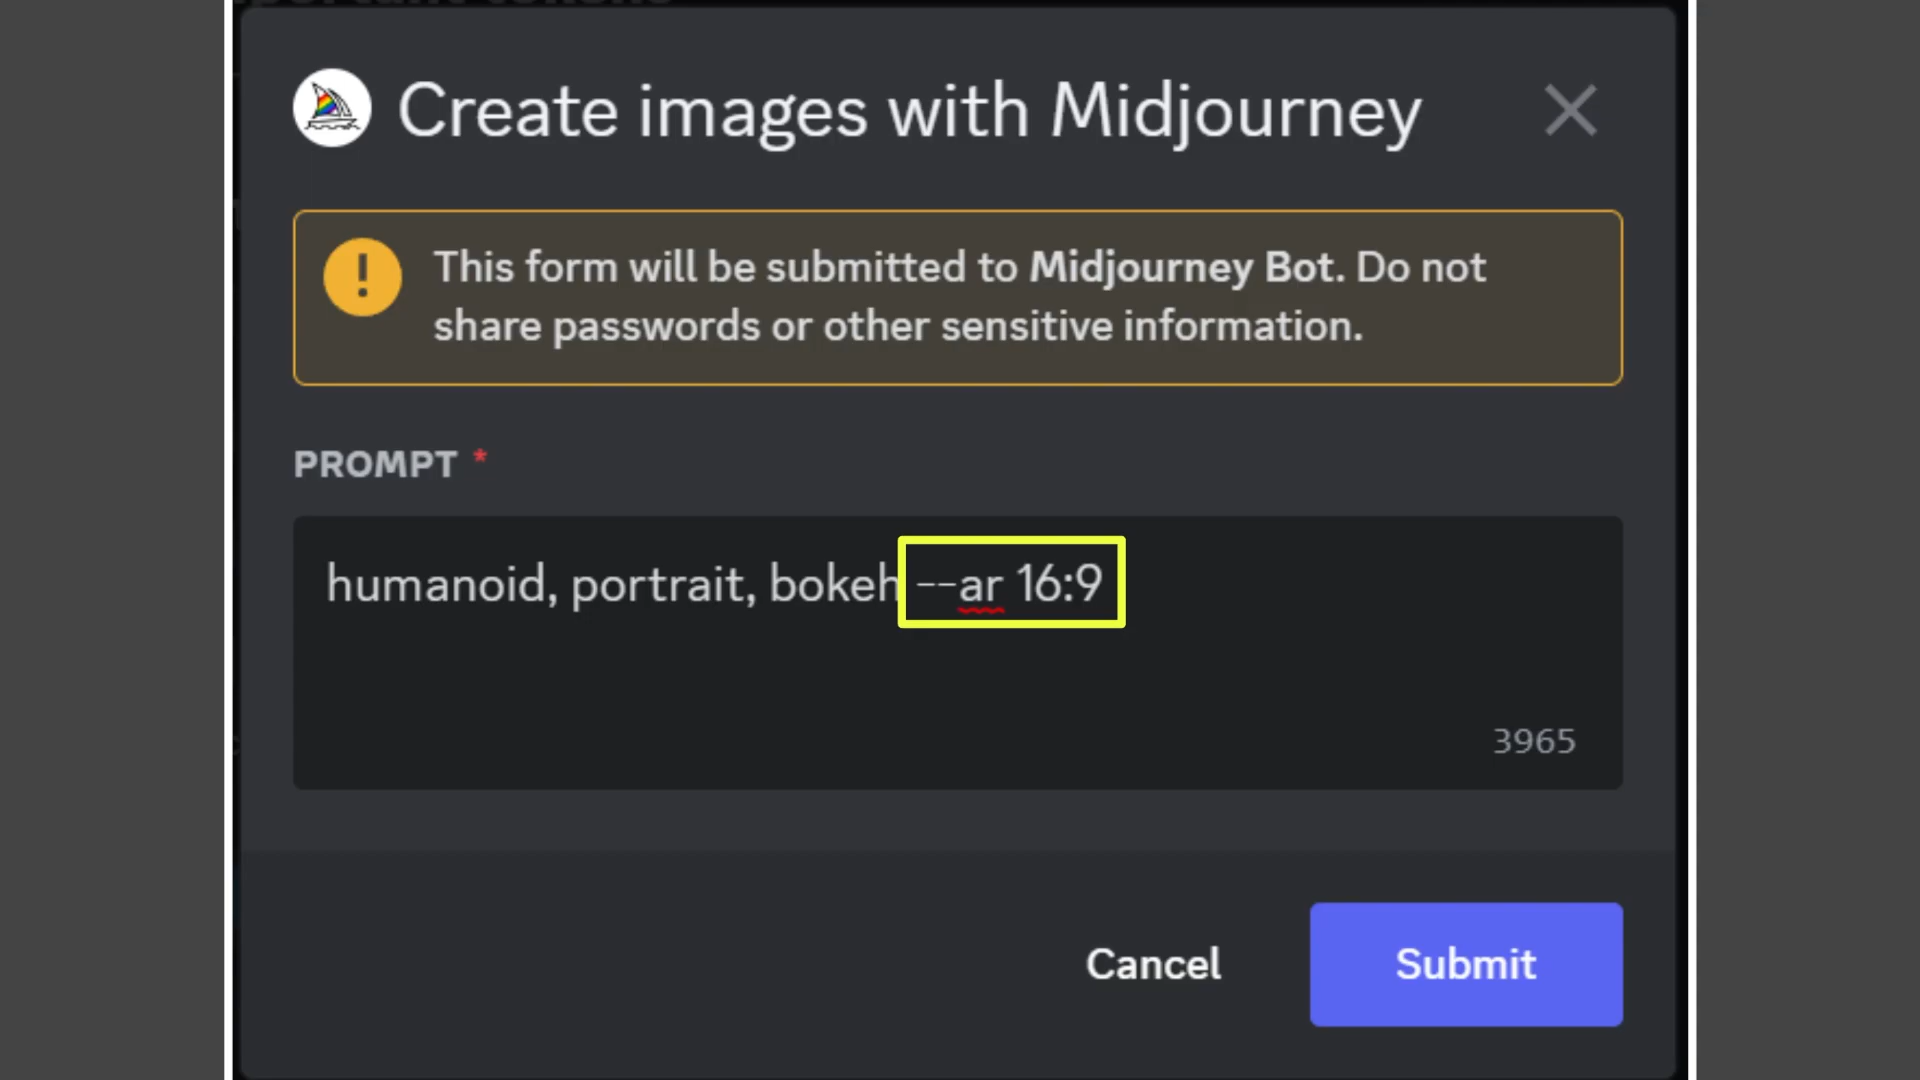 Create images with Midjourney
This form will be submitted to Midjourney Bot. Do not
share passwords or other sensitive information.
PROMPT *
humanoid, portrait, bokeh --ar 16:9
3965
Cancel
Submit